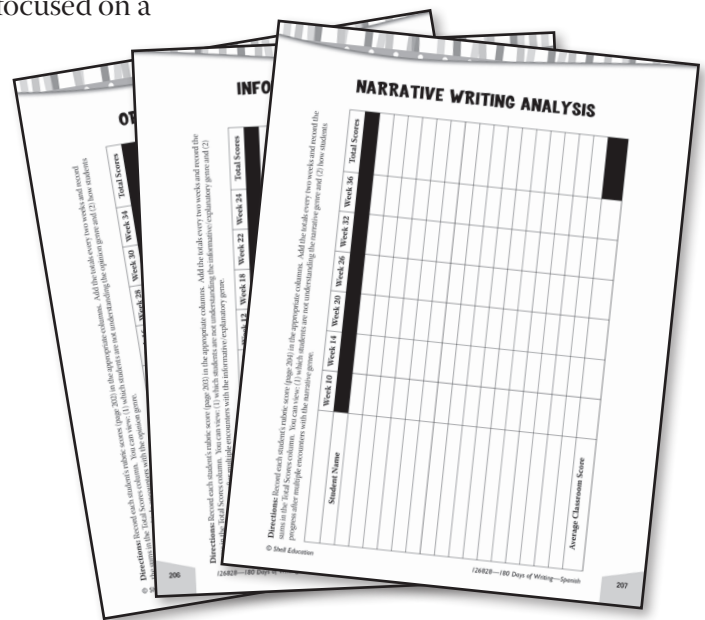 focused on a
OP
Directions: Record each student's rubric scores (page 202) in the appropriate columns. Add the totals every two weeks and record
the sums in the Total Scores column. You can view: (1) which students are not understanding the opinion genre and (2) how students
encounters with the opinion genre.
Week 28 Week 30 Week 34 Total Scores
INFO
Directions: Record each student's rubric score (page 203) in the appropriate columns. Add the totals every two weeks and record the
in the Total Scores column. You can view: (1) which students are not understanding the informative/explanatory genre and (2)
multiple encounters with the informative/explanatory genre.
Week 12 Week 18 Week 22 Week 24 Total Scores
206
126828—180 Days of
NARRATIVE WRITING ANALYSIS
Directions: Record each student's rubric score (page 204) in the appropriate columns. Add the totals every two weeks and record the
sums in the Total Scores column. You can view: (1) which students are not understanding the narrative genre and (2) how students
progress after multiple encounters with the narrative genre.
Student Name Week 10 Week 14 Week 20 Week 26 Week 32 Week 36 Total Scores
Average Classroom Score
© Shell Education
126828—180 Days of Writing—Spanish
207